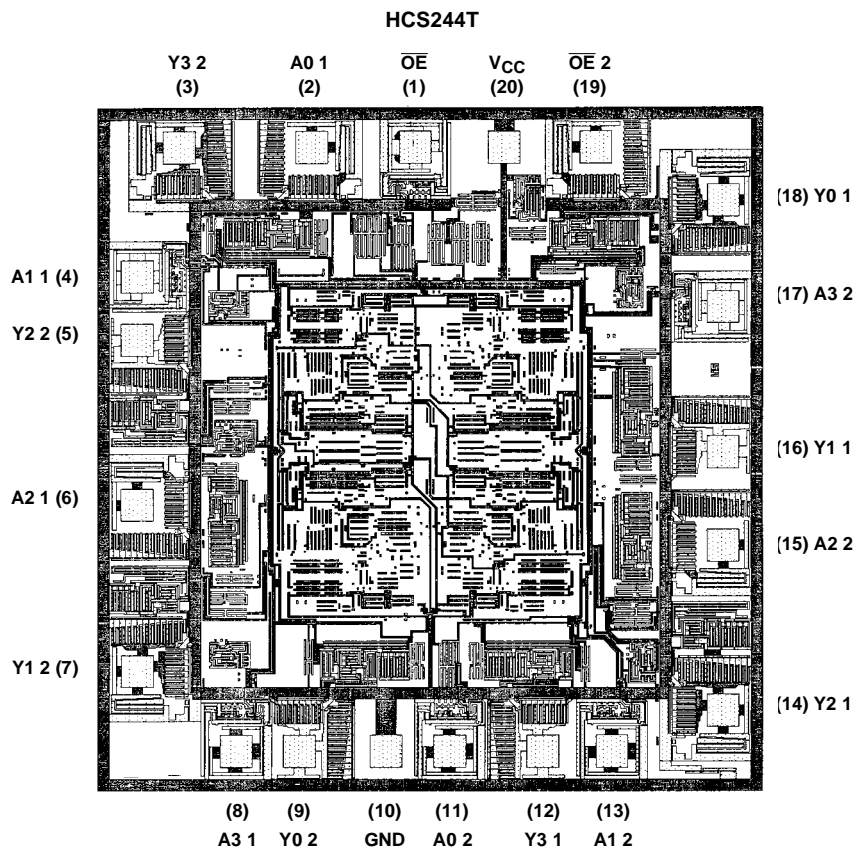 HCS244T
Y3 2 A0 1 O̅E̅ VCC O̅E̅ 2
(3) (2) (1) (20) (19)
(18) Y0 1
A1 1 (4)
(17) A3 2
Y2 2 (5)
(16) Y1 1
A2 1 (6)
(15) A2 2
Y1 2 (7)
(14) Y2 1
(8) (9) (10) (11) (12) (13)
A3 1 Y0 2 GND A0 2 Y3 1 A1 2